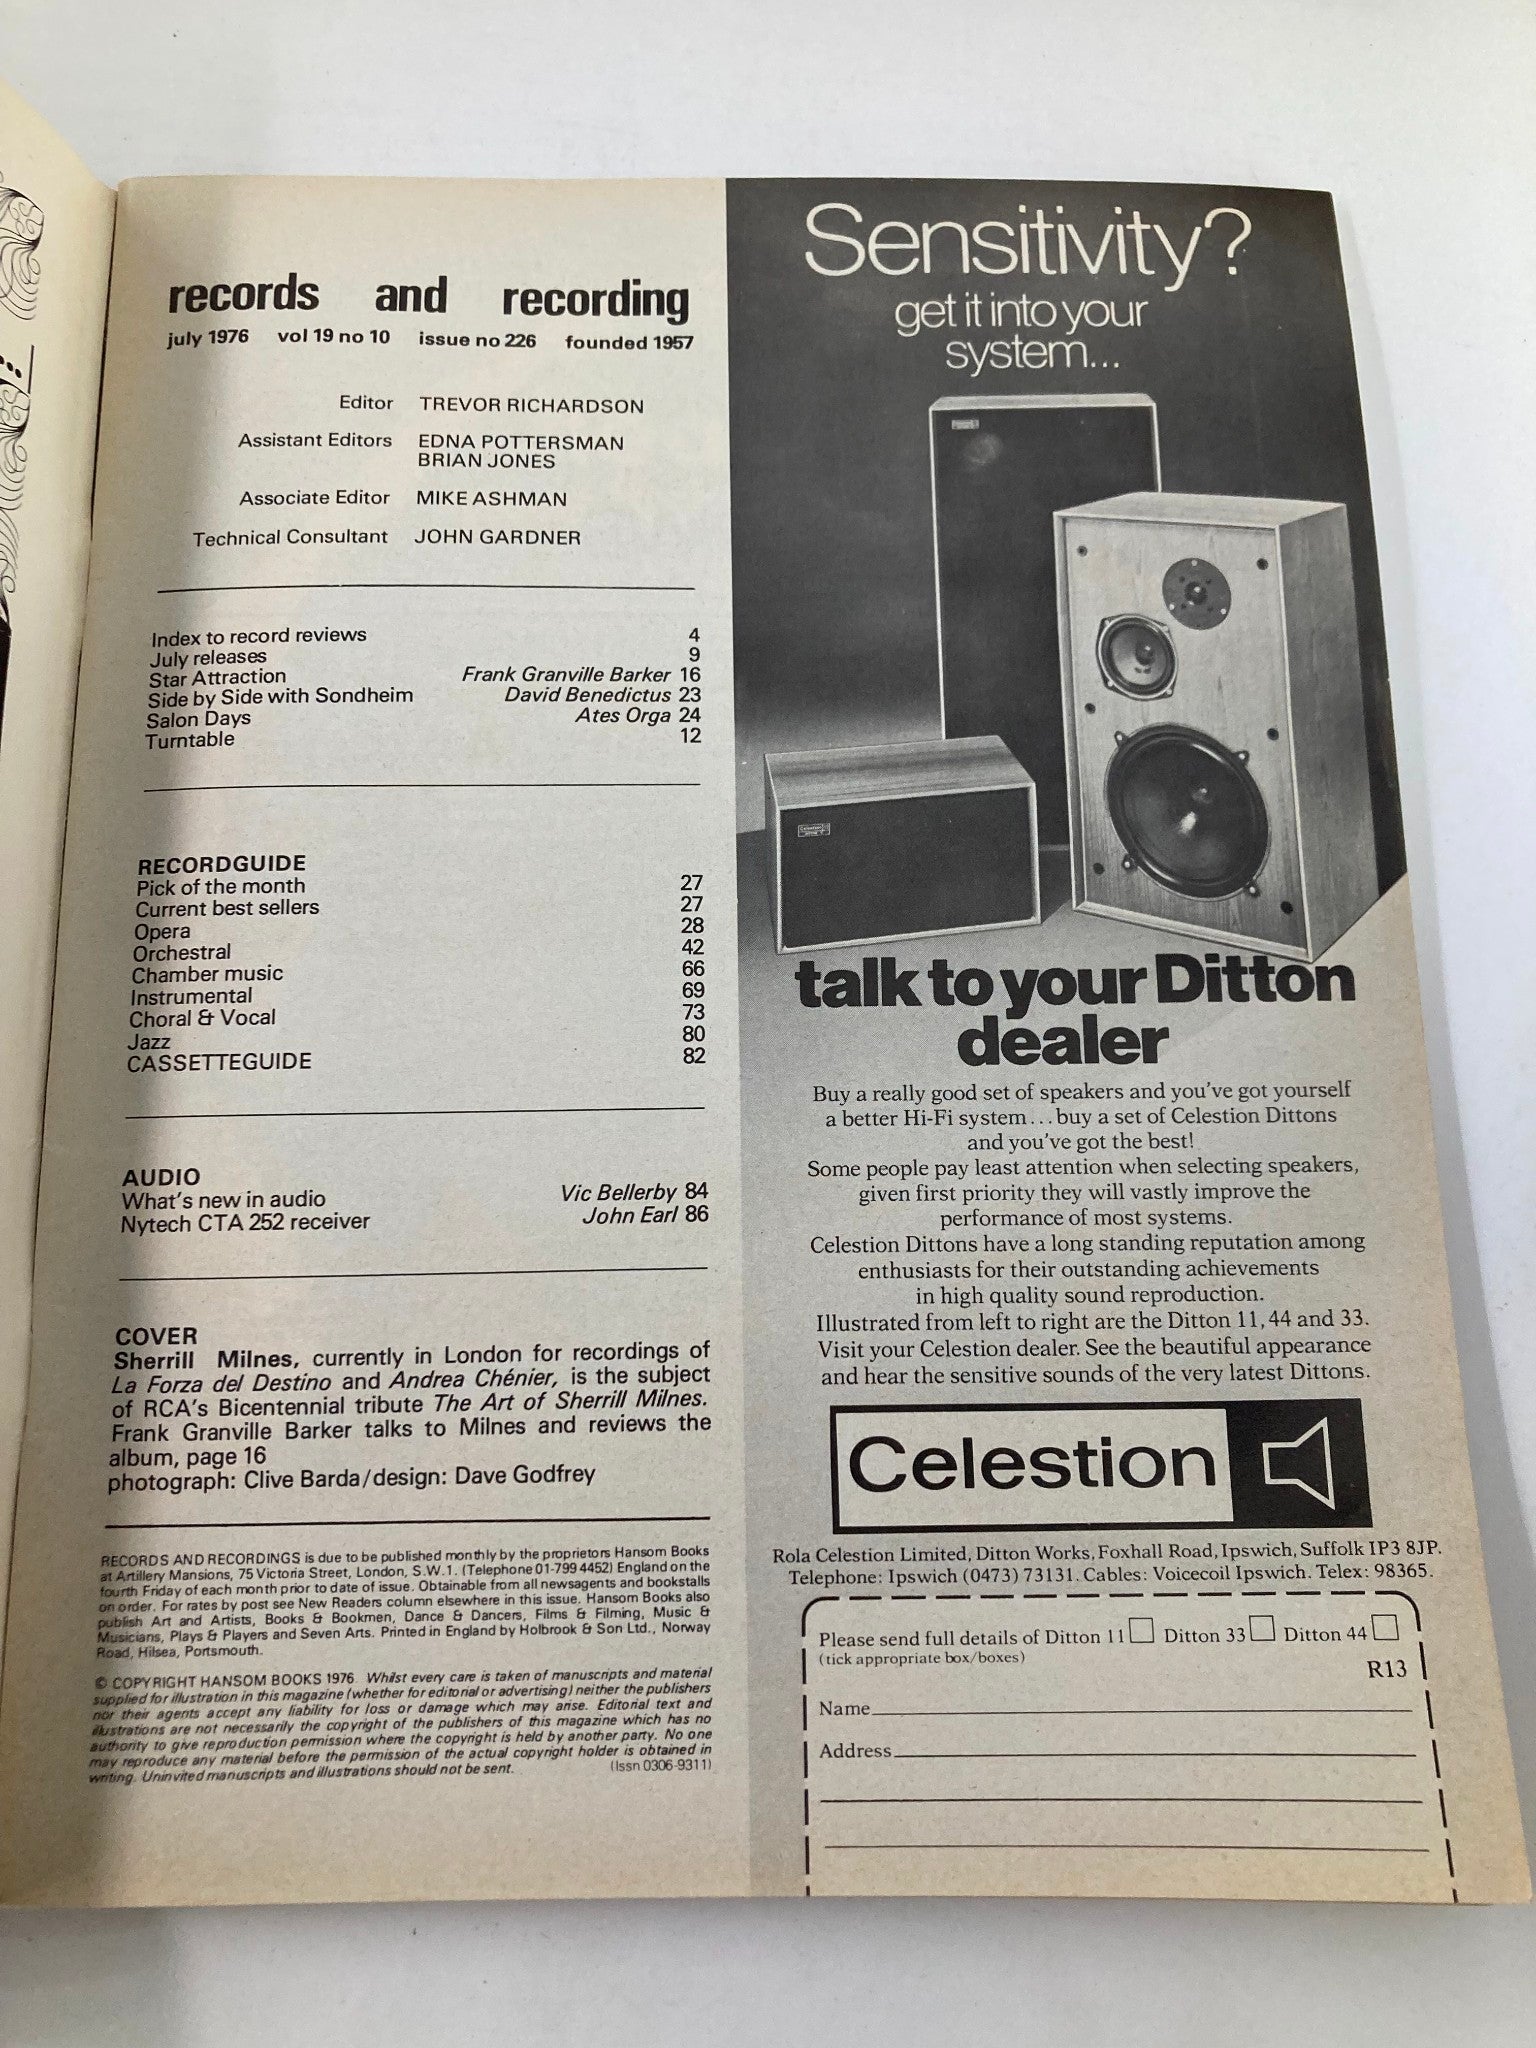 records and recording
july 1976 vol 19 no 10 issue no 226 founded 1957
Editor TREVOR RICHARDSON
Assistant Editors EDNA POTTERSMAN
BRIAN JONES
Associate Editor MIKE ASHMAN
Technical Consultant JOHN GARDNER
Index to record reviews 4
July releases 9
Star Attraction Frank Granville Barker 16
Side by Side with Sondheim David Benedictus 23
Salon Days Ates Orga 24
Turntable 12
RECORDGUIDE
Pick of the month 27
Current best sellers 27
Opera 28
Orchestral 42
Chamber music 66
Instrumental 69
Choral & Vocal 73
Jazz 80
CASSETTEGUIDE 82
AUDIO
What's new in audio Vic Bellerby 84
Nytech CTA 252 receiver John Earl 86
COVER
Sherrill Milnes, currently in London for recordings of
La Forza del Destino and Andrea Chénier, is the subject
of RCA's Bicentennial tribute The Art of Sherrill Milnes.
Frank Granville Barker talks to Milnes and reviews the
album, page 16
photograph: Clive Barda/design: Dave Godfrey
RECORDS AND RECORDINGS is due to be published monthly by the proprietors Hansom Books
at Artillery Mansions, 75 Victoria Street, London, S.W.1. (Telephone 01-799 4452) England on the
fourth Friday of each month prior to date of issue. Obtainable from all newsagents and bookstalls
on order. For rates by post see New Readers column elsewhere in this issue. Hansom Books also
publish Art and Artists, Books & Bookmen, Dance & Dancers, Films & Filming, Music &
Musicians, Plays & Players and Seven Arts. Printed in England by Holbrook & Son Ltd., Norway
Road, Hilsea, Portsmouth.
© COPYRIGHT HANSOM BOOKS 1976 Whilst every care is taken of manuscripts and material
supplied for illustration in this magazine (whether for editorial or advertising) neither the publishers
nor their agents accept any liability for loss or damage which may arise. Editorial text and
illustrations are not necessarily the copyright of the publishers of this magazine which has no
authority to give reproduction permission where the copyright is held by another party. No one
may reproduce any material before the permission of the actual copyright holder is obtained in
writing. Uninvited manuscripts and illustrations should not be sent. (Issn 0306-9311)
Sensitivity?
get it into your
system...
talk to your Ditton
dealer
Buy a really good set of speakers and you've got yourself
a better Hi-Fi system...buy a set of Celestion Dittons
and you've got the best!
Some people pay least attention when selecting speakers,
given first priority they will vastly improve the
performance of most systems.
Celestion Dittons have a long standing reputation among
enthusiasts for their outstanding achievements
in high quality sound reproduction.
Illustrated from left to right are the Ditton 11, 44 and 33.
Visit your Celestion dealer. See the beautiful appearance
and hear the sensitive sounds of the very latest Dittons.
Celestion
Rola Celestion Limited, Ditton Works, Foxhall Road, Ipswich, Suffolk IP3 8JP.
Telephone: Ipswich (0473) 73131. Cables: Voicecoil Ipswich. Telex: 98365.
Please send full details of Ditton 11 Ditton 33 Ditton 44
(tick appropriate box/boxes)
R13
Name
Address